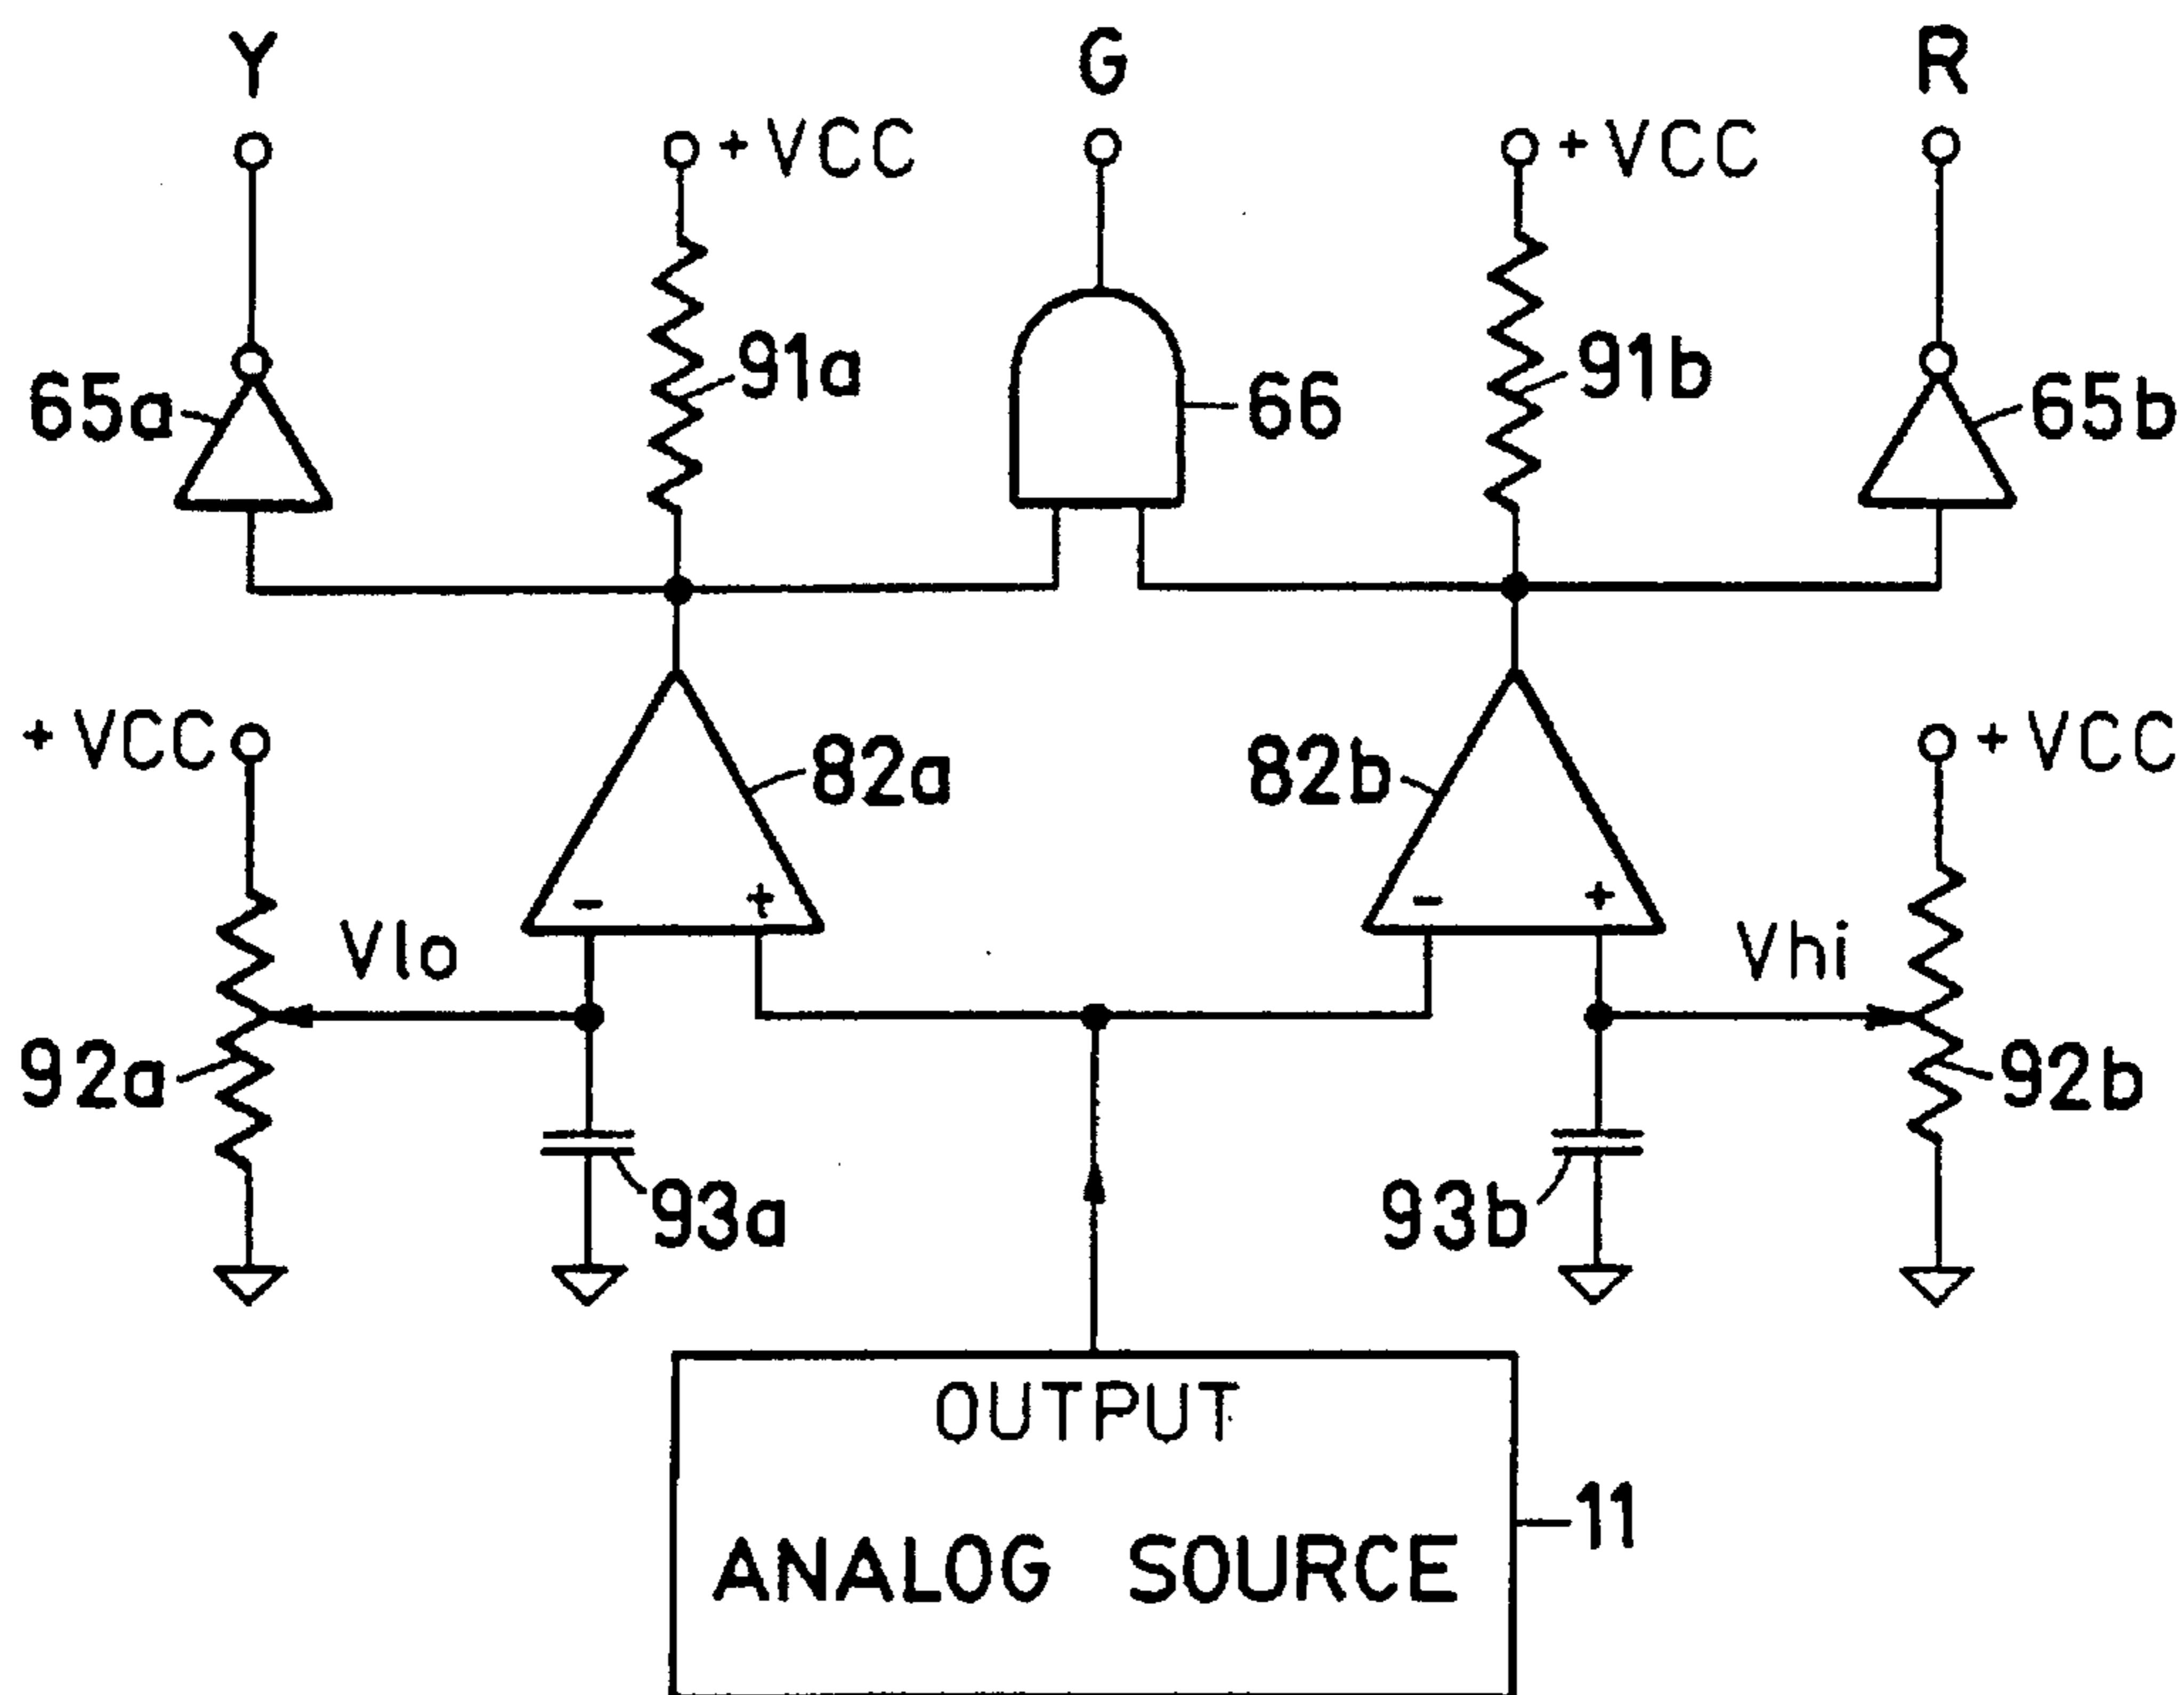 Y
G
R
+VCC
+VCC
65a
91a
66
91b
65b
+VCC
82a
82b
+VCC
-
+
-
+
Vlo
Vhi
92a
92b
93a
93b
OUTPUT
11
ANALOG SOURCE